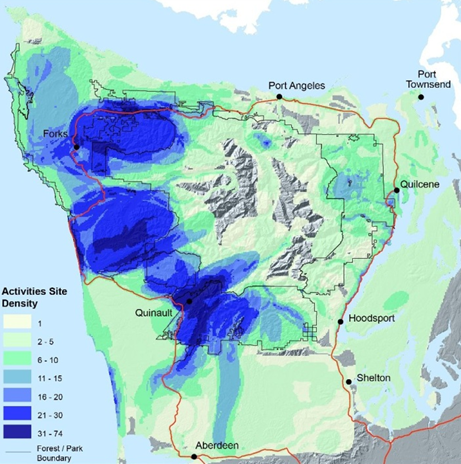 Port
Townsend
Port Angeles
Forks
Quilcene
Activities Site
Density
1
2 - 5
6 - 10
11 - 15
16 - 20
21 - 30
31 - 74
Forest / Park
Boundary
Quinault
Hoodsport
Shelton
Aberdeen